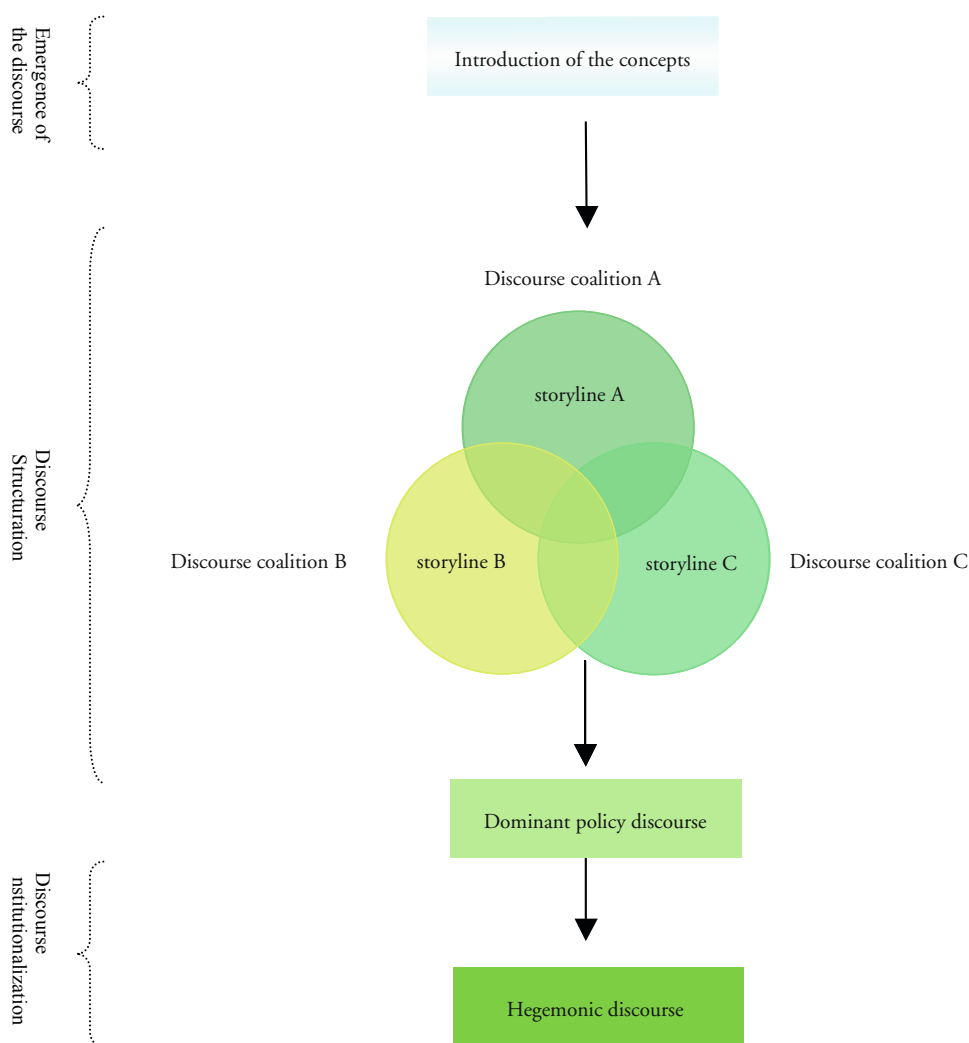 Emergence of
the discourse
Introduction of the concepts
Discourse coalition A
storyline A
Discourse
Structuration
Discourse coalition B
storyline B
storyline C
Discourse coalition C
Dominant policy discourse
Discourse
nstitutionalization
Hegemonic discourse